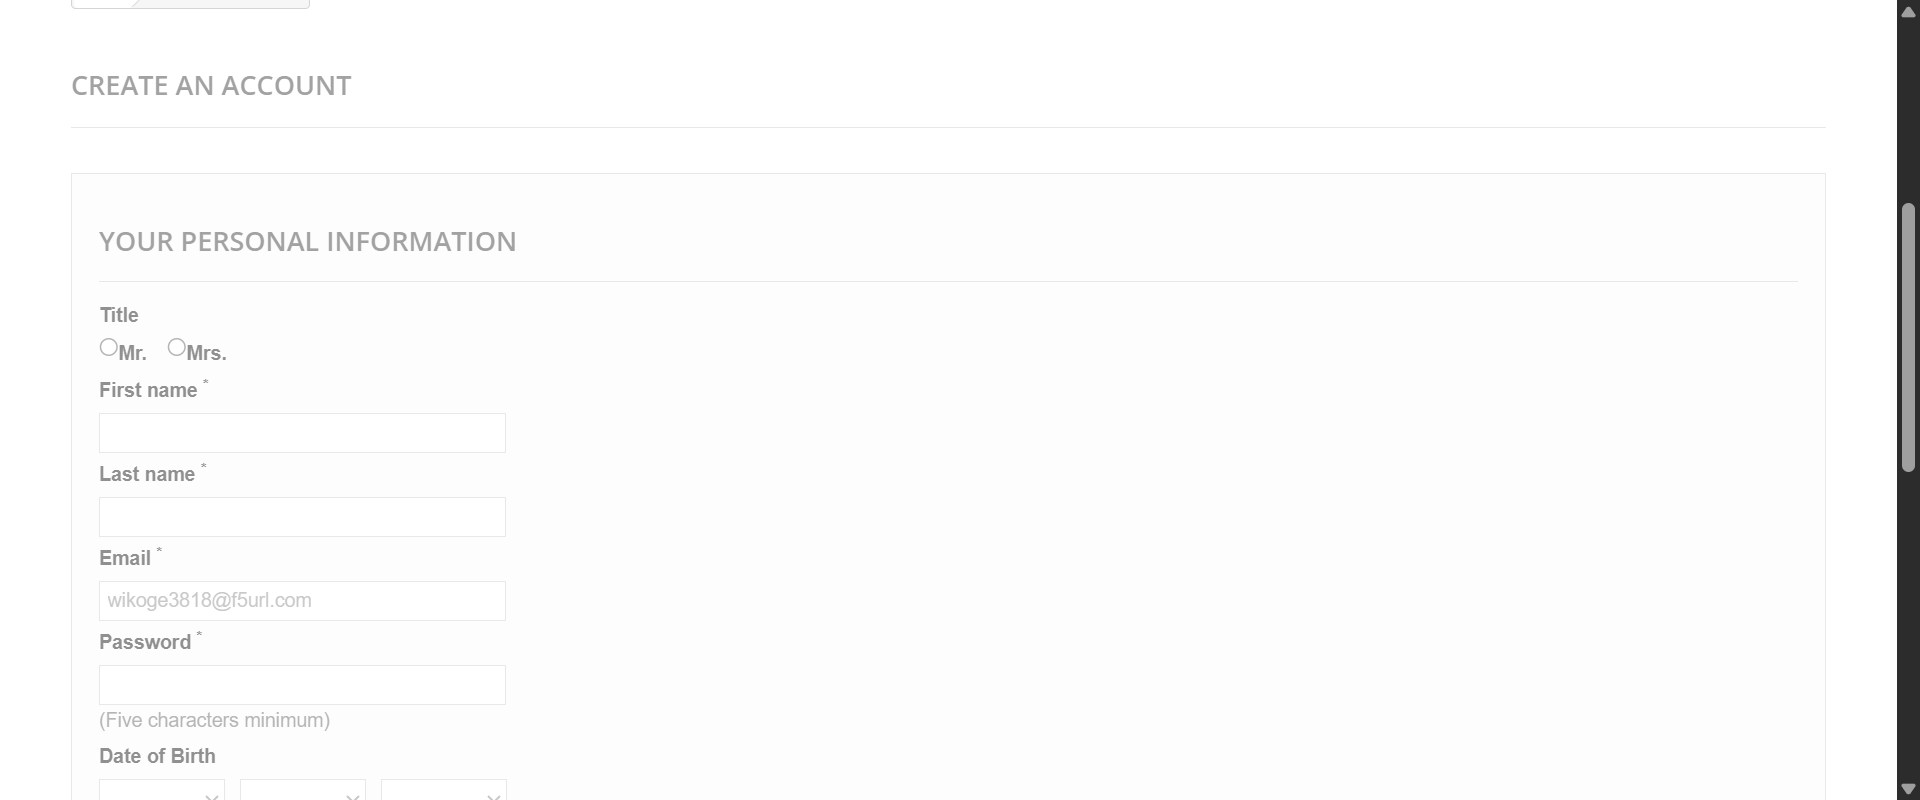 CREATE AN ACCOUNT
YOUR PERSONAL INFORMATION
Title
Mr. Mrs.
First name *
Last name *
Email *
wikoge3818@f5url.com
Password *
(Five characters minimum)
Date of Birth